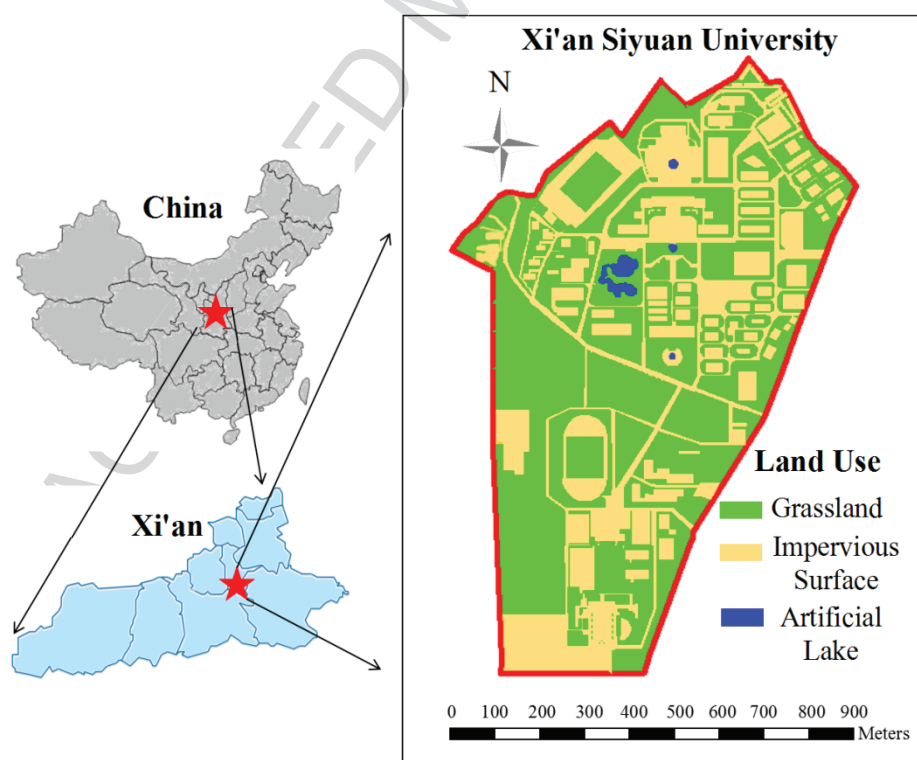 Xi'an Siyuan University
N
China
Xi'an
Land Use
Grassland
Impervious
Surface
Artificial
Lake
0 100 200 300 400 500 600 700 800 900
Meters